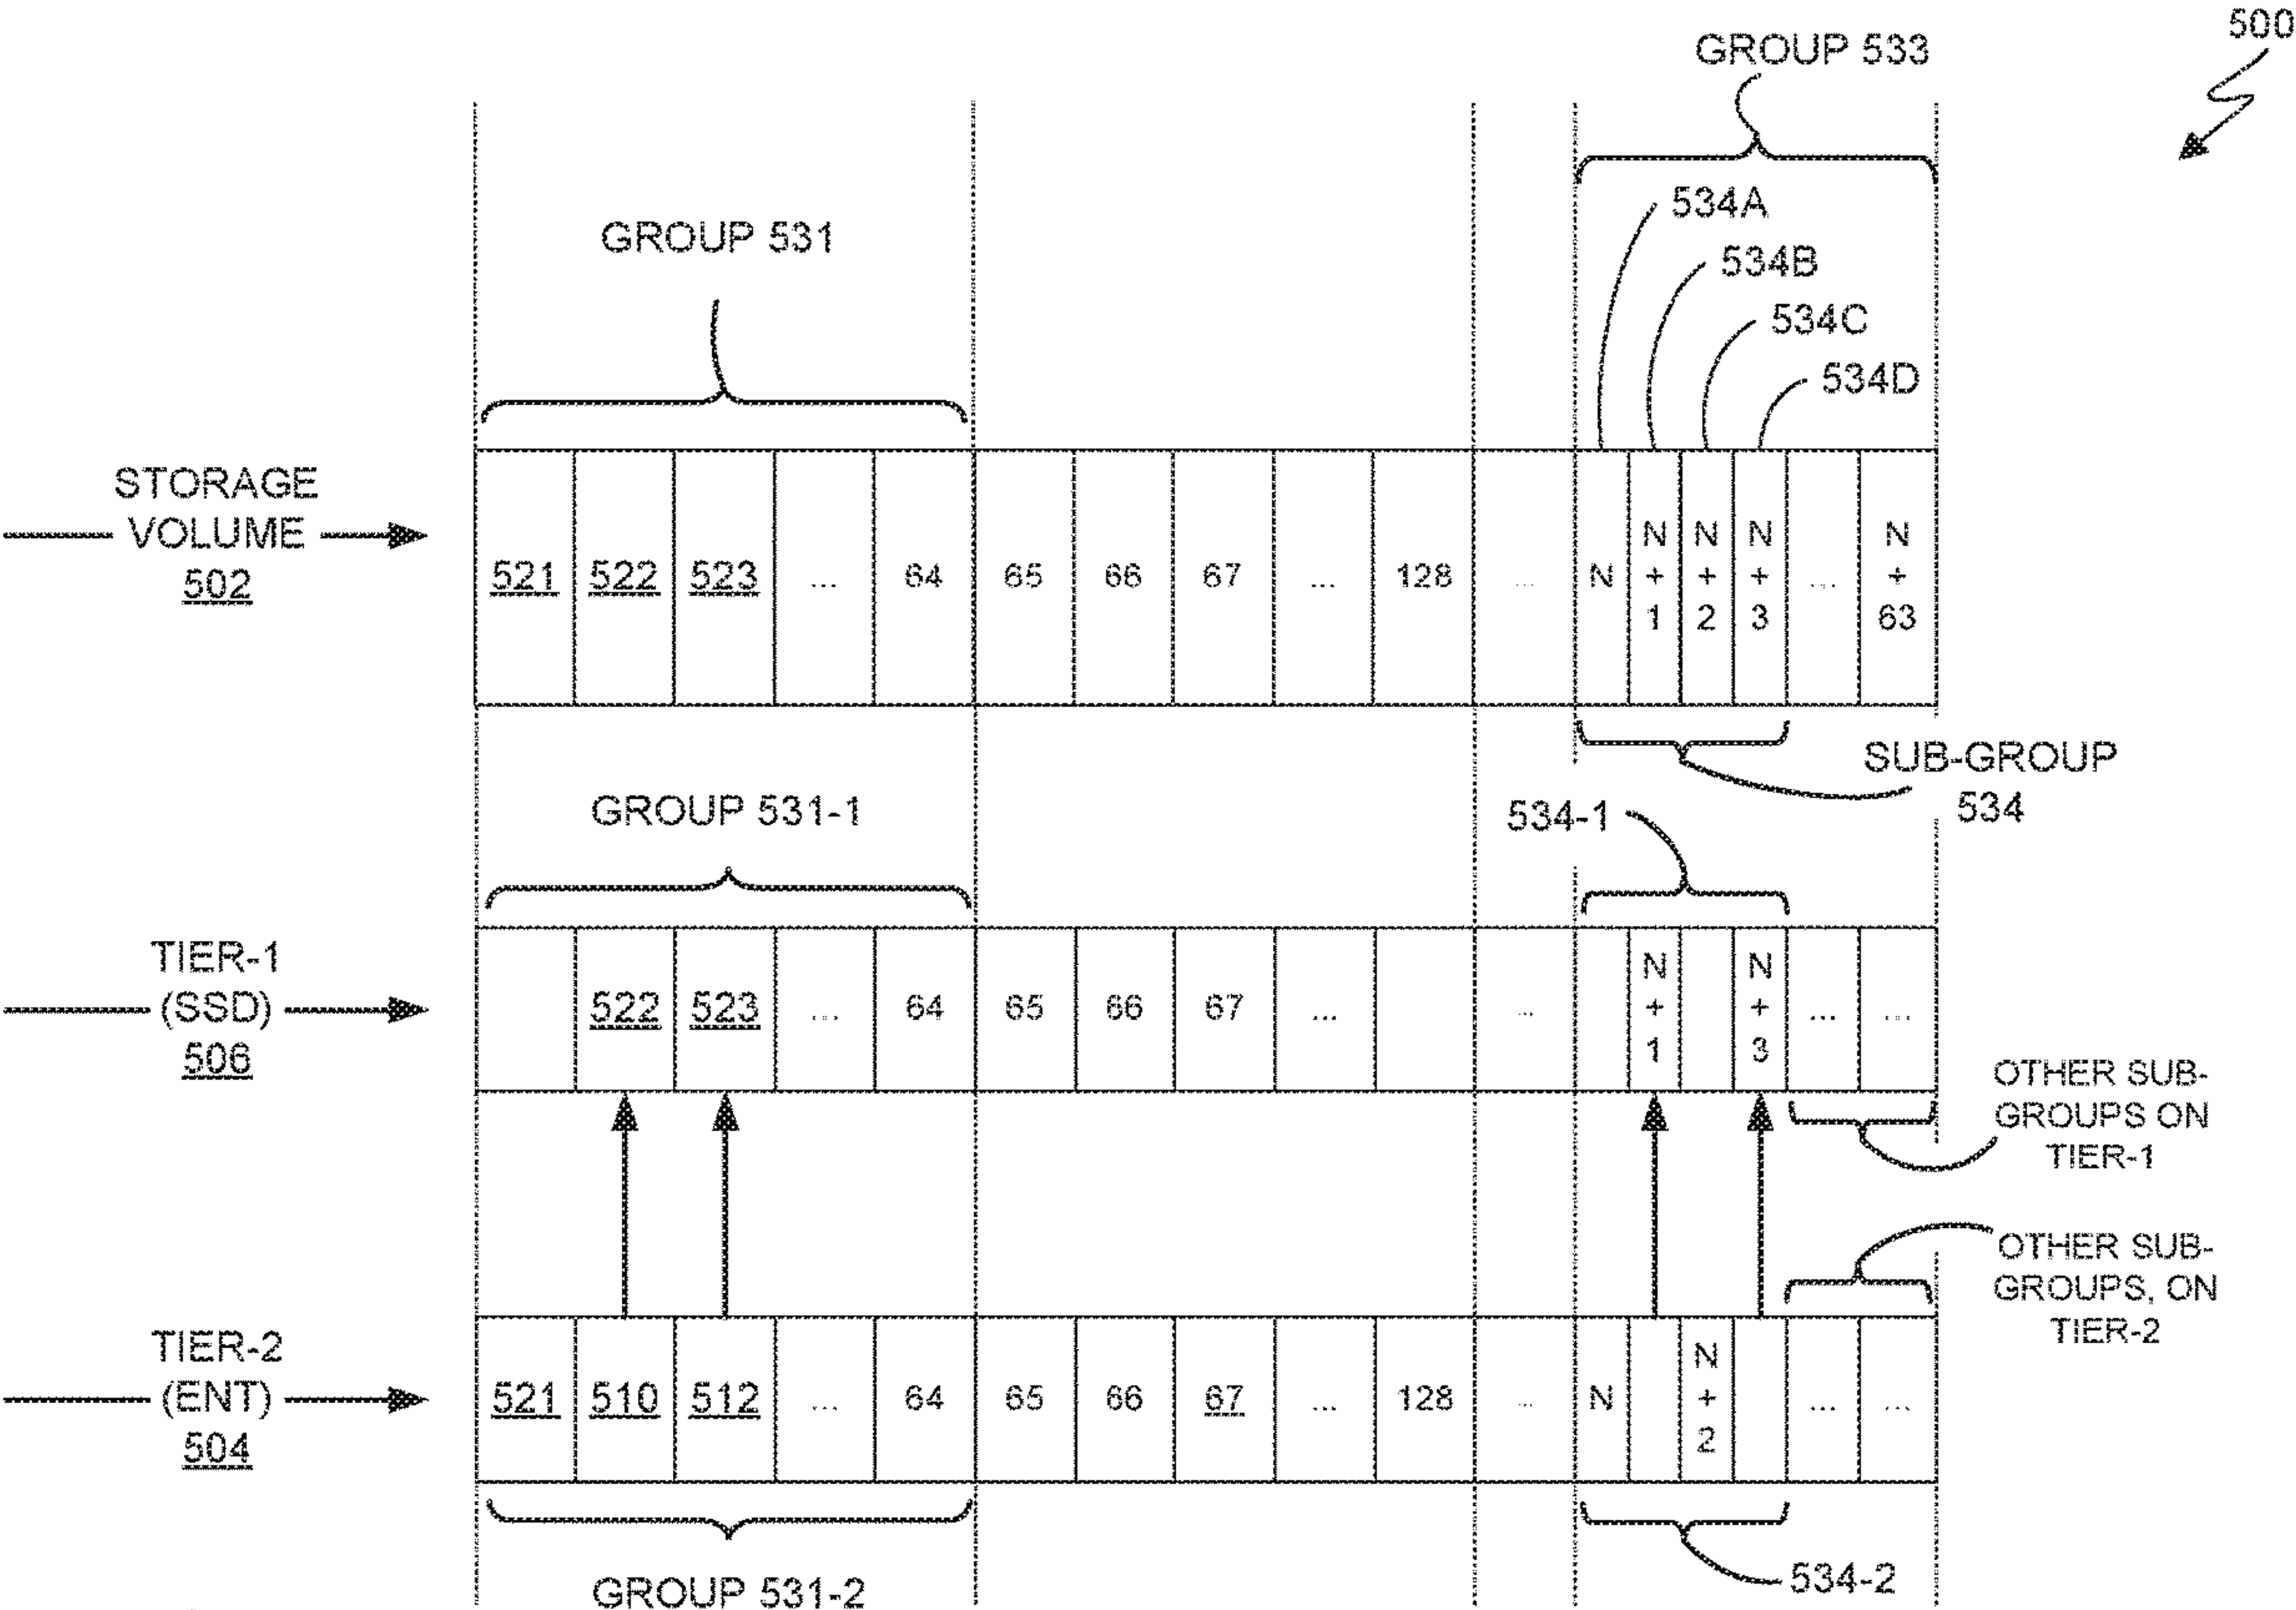 500
GROUP 533
534A
GROUP 531
534B
534C
534D
STORAGE
VOLUME
502
521 522 523 ... 64 65 66 67 ... 128 ... N N + 1 N + 2 N + 3 ... N + 63
SUB-GROUP
534
GROUP 531-1
534-1
TIER-1
(SSD)
506
522 523 ... 64 65 66 67 ... ... N + 1 N + 3 ... ...
OTHER SUB-
GROUPS ON
TIER-1
OTHER SUB-
GROUPS, ON
TIER-2
TIER-2
(ENT)
504
521 510 512 ... 64 65 66 67 ... 128 ... N N + 2 ... ...
GROUP 531-2
534-2